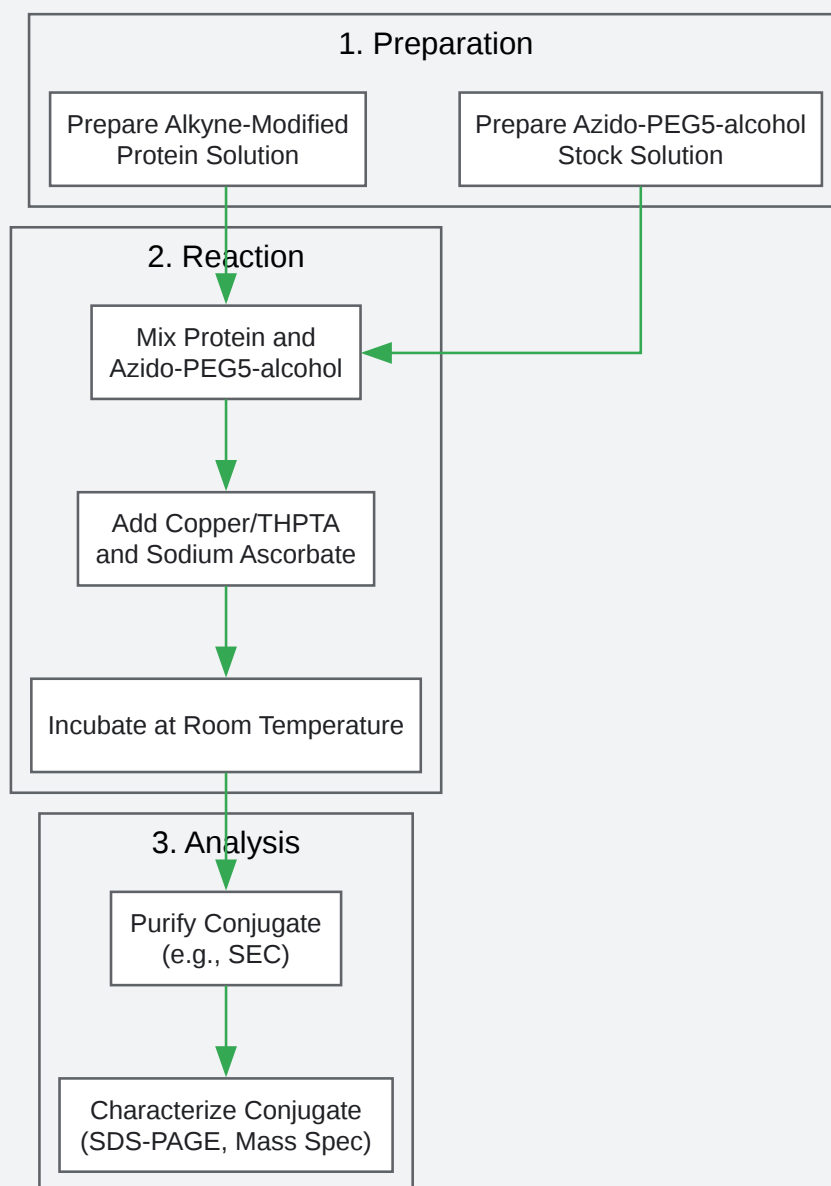 1. Preparation
Prepare Alkyne-Modified
Protein Solution
Prepare Azido-PEG5-alcohol
Stock Solution
2. Reaction
Mix Protein and
Azido-PEG5-alcohol
Add Copper/THPTA
and Sodium Ascorbate
Incubate at Room Temperature
3. Analysis
Purify Conjugate
(e.g., SEC)
Characterize Conjugate
(SDS-PAGE, Mass Spec)